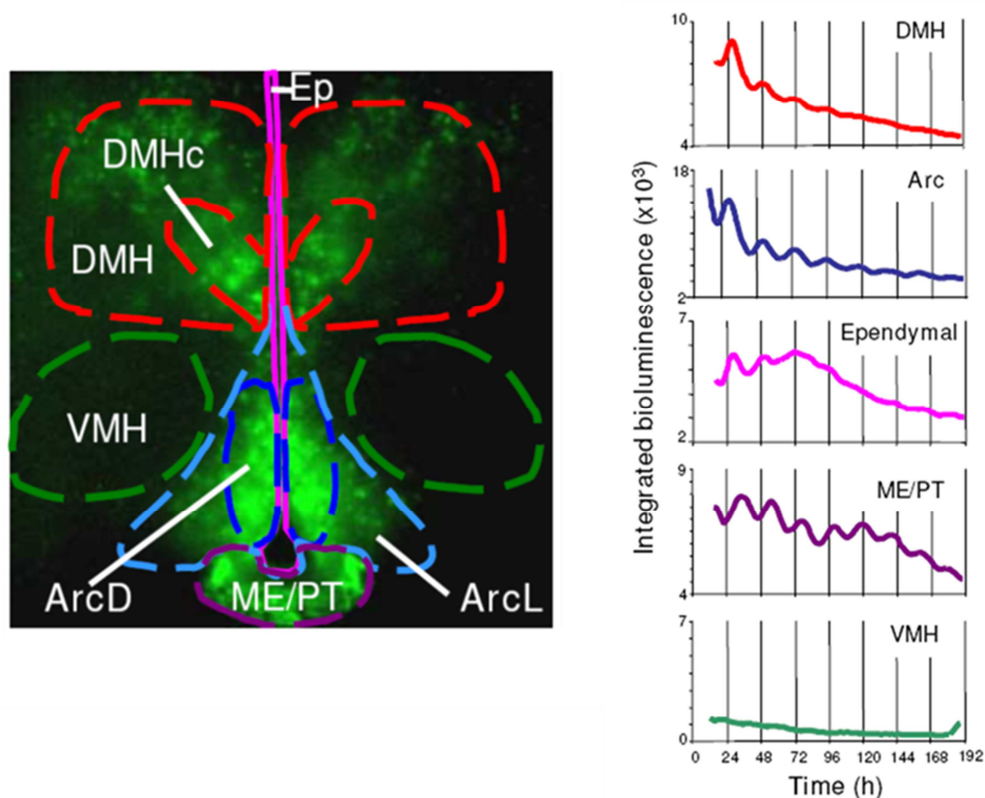 Ep
DMHc
DMH
VMH
ArcD
ME/PT
ArcL
Integrated bioluminescence (x10³)
10
DMH
4
18
Arc
2
7
Ependymal
2
9
ME/PT
4
7
VMH
0
0 24 48 72 96 120 144 168 192
Time (h)